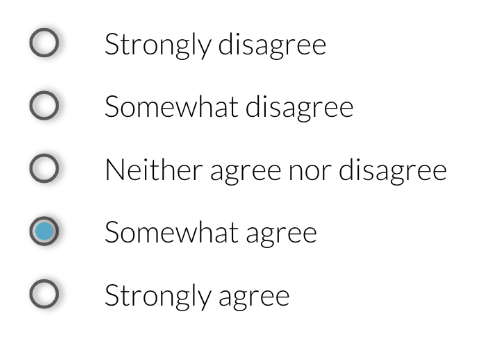 Strongly disagree
Somewhat disagree
Neither agree nor disagree
Somewhat agree
Strongly agree